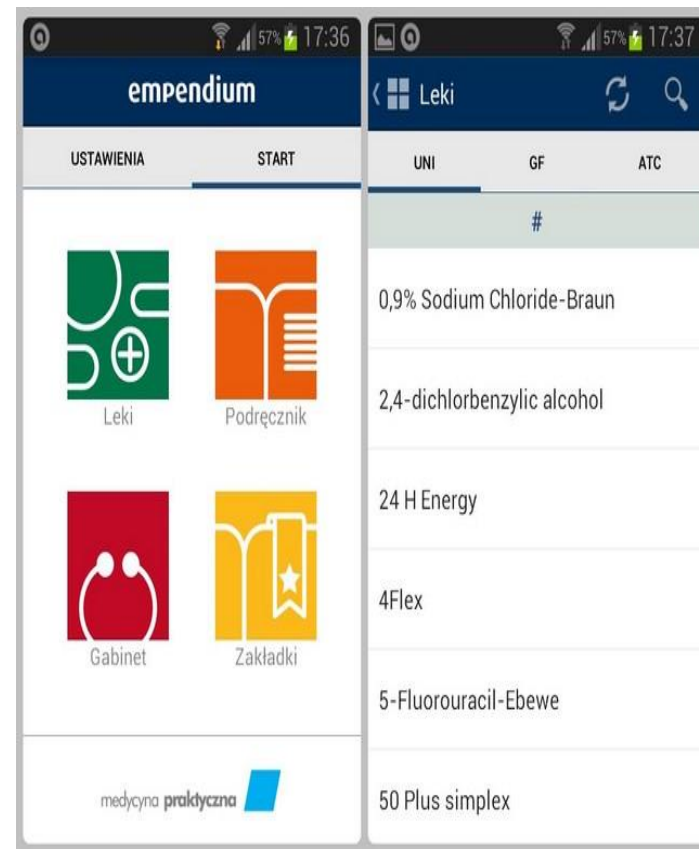 57% 17:36
empendium
USTAWIENIA START
Leki Podręcznik
Gabinet Zakładki
medycyna praktyczna
57% 17:37
Leki
UNI GF ATC
#
0,9% Sodium Chloride-Braun
2,4-dichlorbenzylic alcohol
24 H Energy
4Flex
5-Fluorouracil-Ebewe
50 Plus simplex